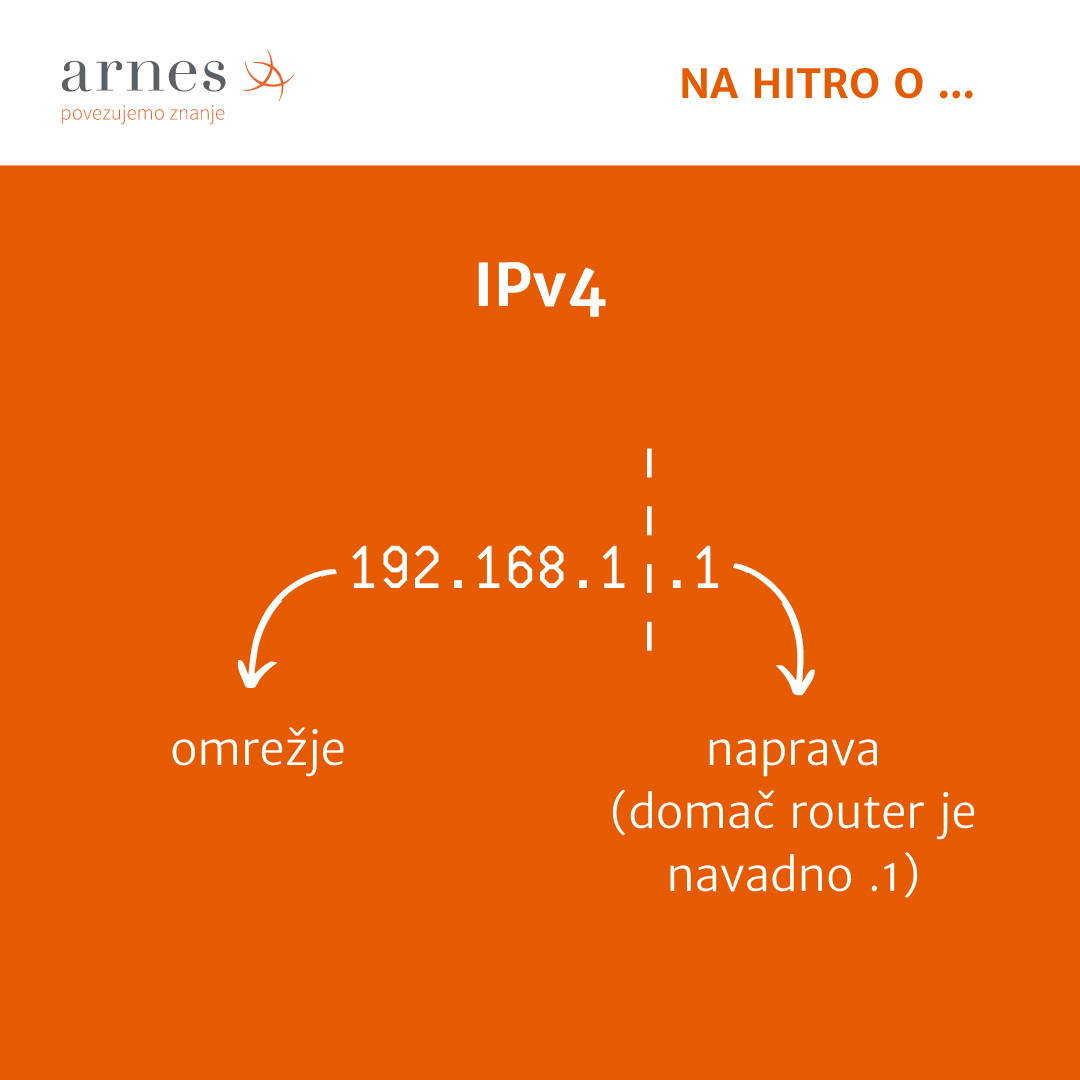 arnes
povezujemo znanje
NA HITRO O ...
IPv4
192.168.1 .1
omrežje
naprava
(domač router je
navadno .1)